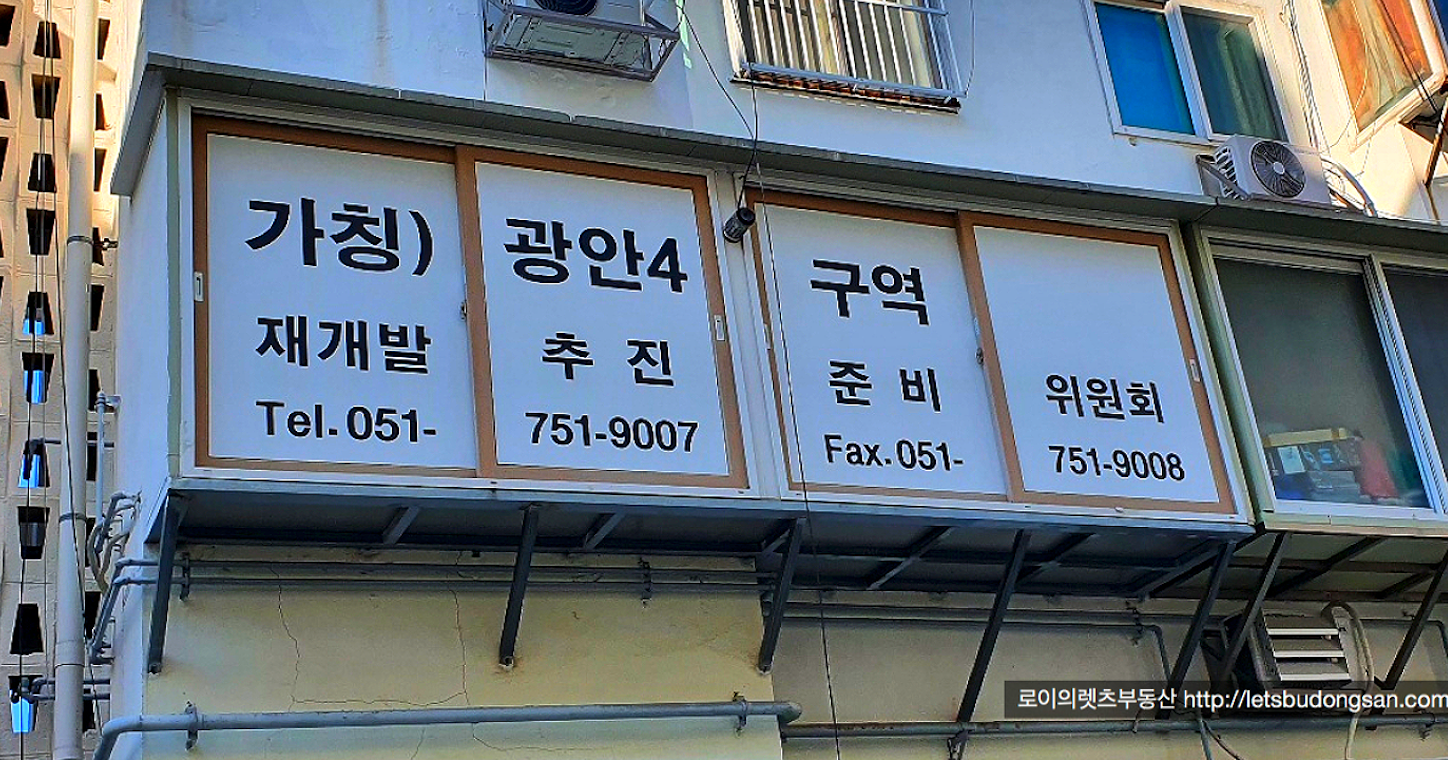 가칭) 광안4 구역
재개발 추 진 준 비 위원회
Tel. 051- 751-9007 Fax. 051- 751-9008
로이의렛츠부동산 http://letsbudongsan.com